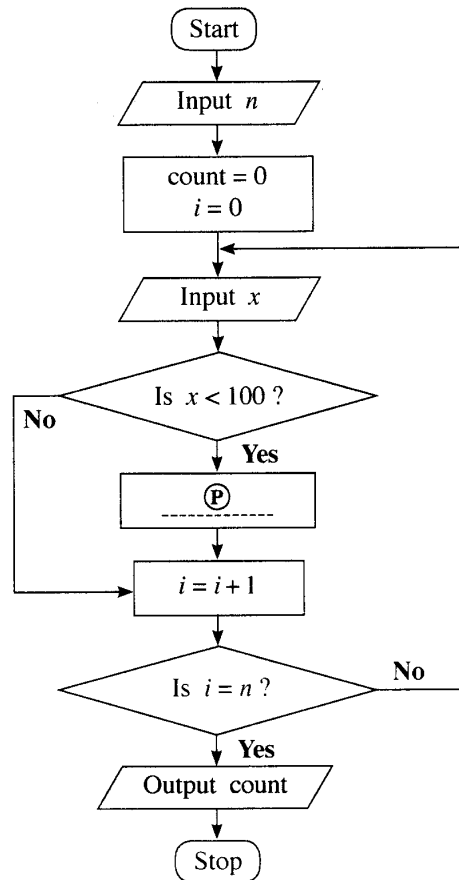 Start
Input n
count = 0
i = 0
Input x
Is x < 100 ?
No
Yes
Ⓟ
i = i + 1
Is i = n ?
No
Yes
Output count
Stop